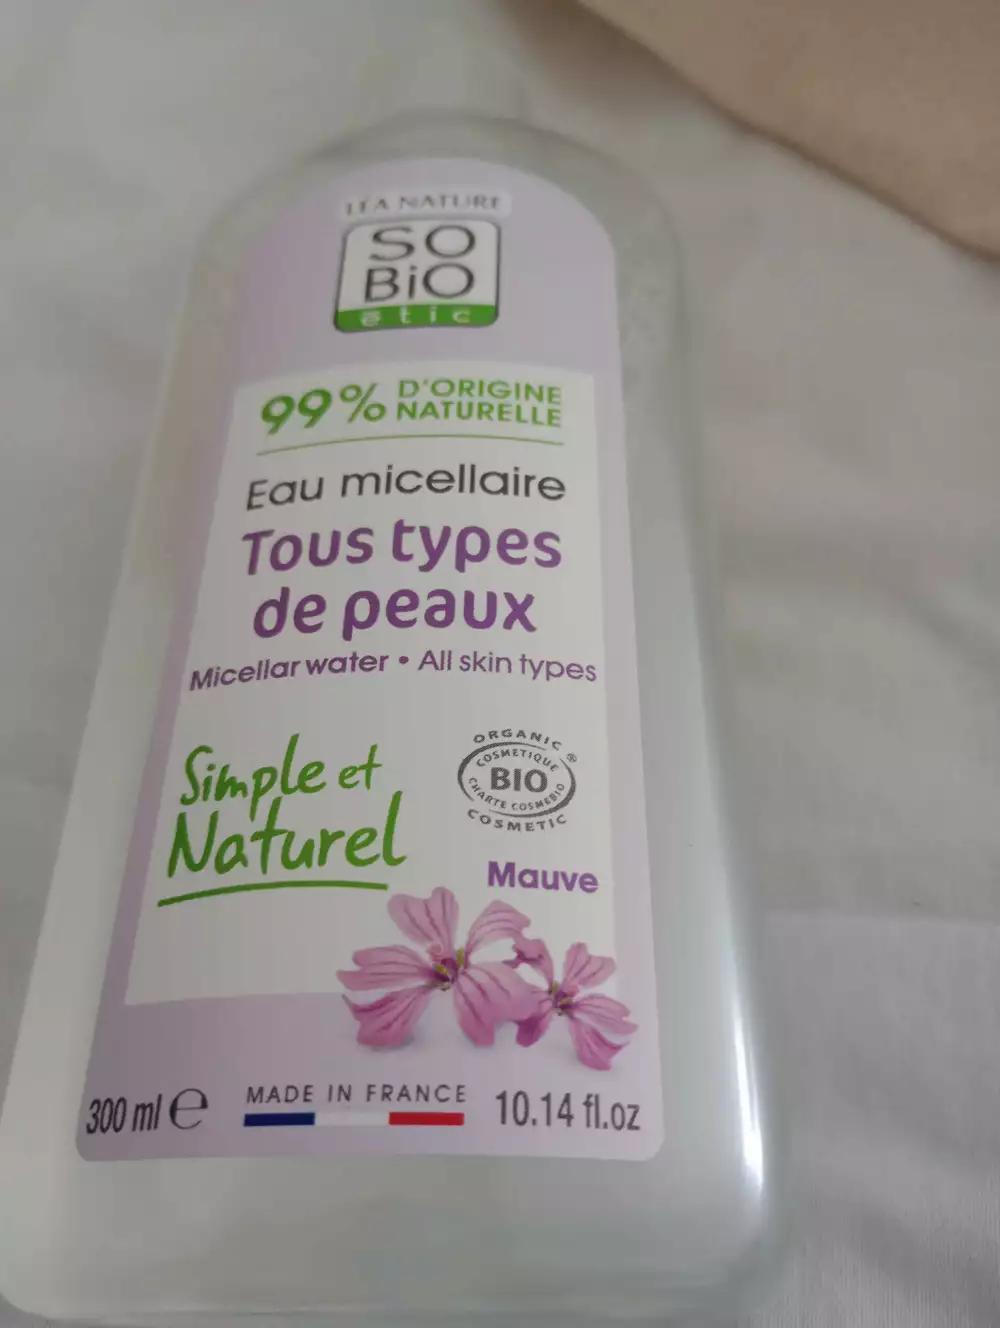 LÉA NATURE
SO
BiO
étic
99% D'ORIGINE
NATURELLE
Eau micellaire
Tous types
de peaux
Micellar water • All skin types
Simple et
Naturel
ORGANIC
COSMETIQUE
BIO
CHARTE COSMEBIO
COSMETIC
®
Mauve
300 ml ℮
MADE IN FRANCE
10.14 fl.oz